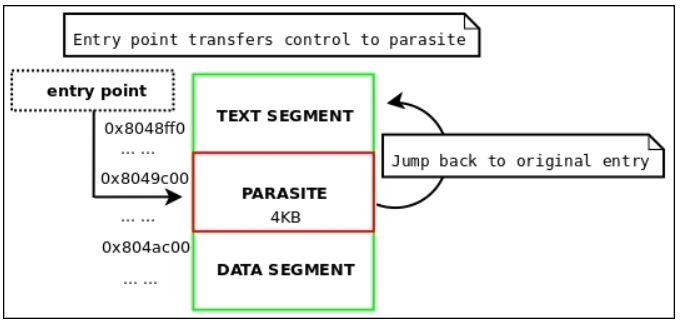 Entry point transfers control to parasite
entry point
TEXT SEGMENT
0x8048ff0
... ...
Jump back to original entry
0x8049c00
PARASITE
4KB
... ...
0x804ac00
DATA SEGMENT
... ...